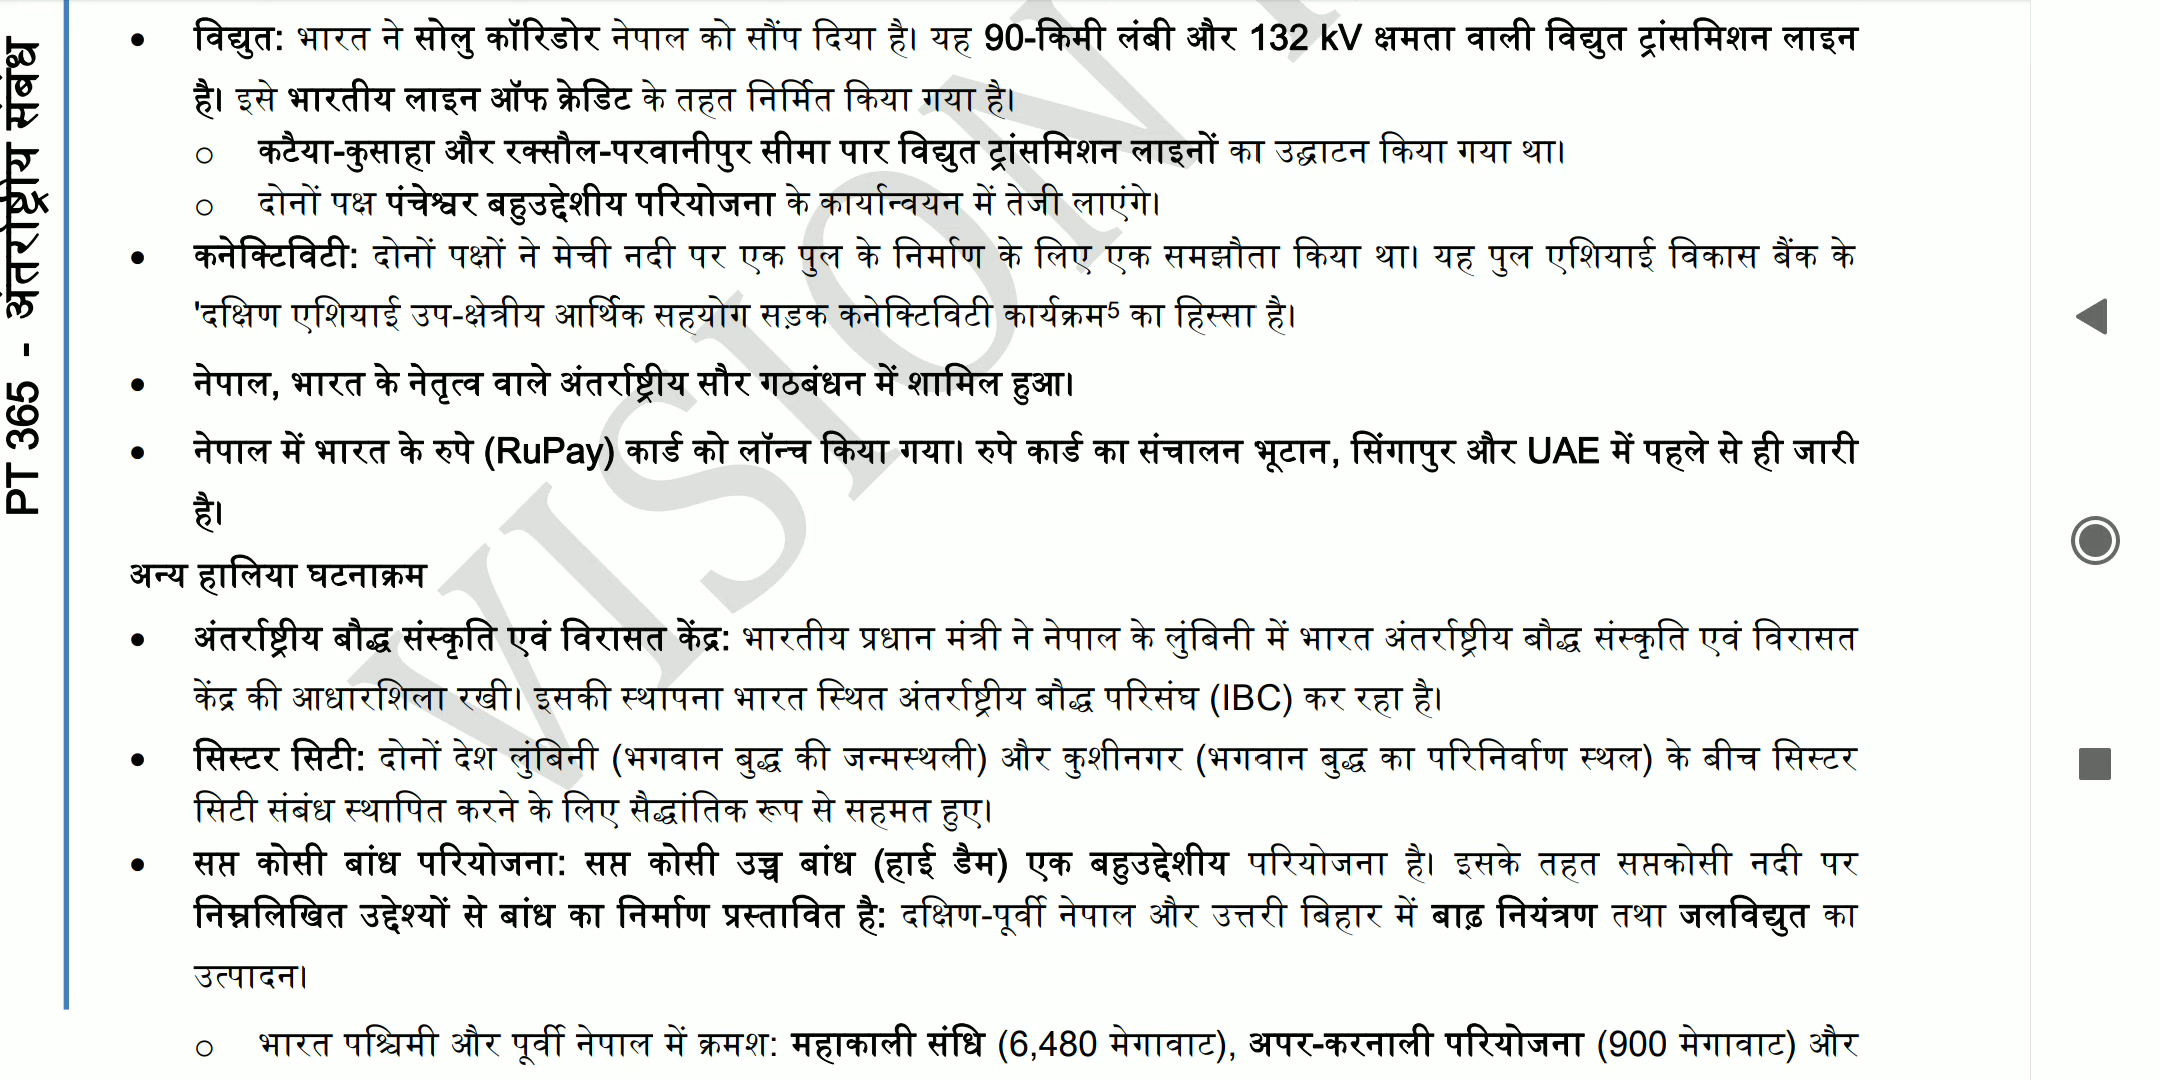 PT 365 - अंतर्राष्ट्रीय संबंध
• विद्युत: भारत ने सोलु कॉरिडोर नेपाल को सौंप दिया है। यह 90-किमी लंबी और 132 kV क्षमता वाली विद्युत ट्रांसमिशन लाइन
है। इसे भारतीय लाइन ऑफ क्रेडिट के तहत निर्मित किया गया है।
○ कटैया-कुसाहा और रक्सौल-परवानीपुर सीमा पार विद्युत ट्रांसमिशन लाइनों का उद्घाटन किया गया था।
○ दोनों पक्ष पंचेश्वर बहुउद्देशीय परियोजना के कार्यान्वयन में तेजी लाएंगे।
• कनेक्टिविटी: दोनों पक्षों ने मेची नदी पर एक पुल के निर्माण के लिए एक समझौता किया था। यह पुल एशियाई विकास बैंक के
'दक्षिण एशियाई उप-क्षेत्रीय आर्थिक सहयोग सड़क कनेक्टिविटी कार्यक्रम⁵ का हिस्सा है।
• नेपाल, भारत के नेतृत्व वाले अंतर्राष्ट्रीय सौर गठबंधन में शामिल हुआ।
• नेपाल में भारत के रुपे (RuPay) कार्ड को लॉन्च किया गया। रुपे कार्ड का संचालन भूटान, सिंगापुर और UAE में पहले से ही जारी
है।
अन्य हालिया घटनाक्रम
• अंतर्राष्ट्रीय बौद्ध संस्कृति एवं विरासत केंद्र: भारतीय प्रधान मंत्री ने नेपाल के लुंबिनी में भारत अंतर्राष्ट्रीय बौद्ध संस्कृति एवं विरासत
केंद्र की आधारशिला रखी। इसकी स्थापना भारत स्थित अंतर्राष्ट्रीय बौद्ध परिसंघ (IBC) कर रहा है।
• सिस्टर सिटी: दोनों देश लुंबिनी (भगवान बुद्ध की जन्मस्थली) और कुशीनगर (भगवान बुद्ध का परिनिर्वाण स्थल) के बीच सिस्टर
सिटी संबंध स्थापित करने के लिए सैद्धांतिक रूप से सहमत हुए।
• सप्त कोसी बांध परियोजना: सप्त कोसी उच्च बांध (हाई डैम) एक बहुउद्देशीय परियोजना है। इसके तहत सप्तकोसी नदी पर
निम्नलिखित उद्देश्यों से बांध का निर्माण प्रस्तावित है: दक्षिण-पूर्वी नेपाल और उत्तरी बिहार में बाढ़ नियंत्रण तथा जलविद्युत का
उत्पादन।
○ भारत पश्चिमी और पूर्वी नेपाल में क्रमश: महाकाली संधि (6,480 मेगावाट), अपर-करनाली परियोजना (900 मेगावाट) और
VISION